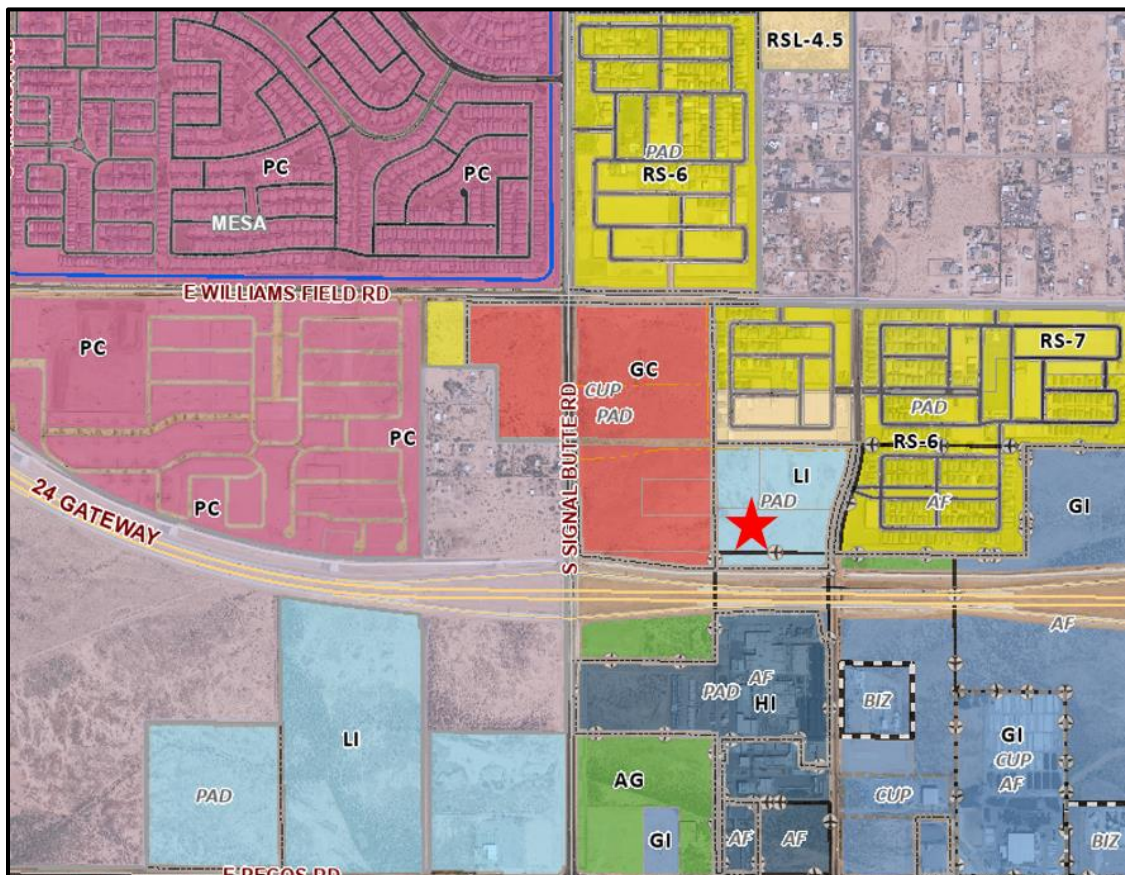 RSL-4.5
PAD
RS-6
PC
PC
MESA
E WILLIAMS FIELD RD
PC
PC
PC
GC
CUP
PAD
S SIGNAL BUTTE RD
RS-7
PAD
RS-6
LI
PAD
AF
GI
24 GATEWAY
AF
PAD
AF
HI
BIZ
GI
CUP
AF
LI
PAD
AG
GI
AF
AF
CUP
BIZ
E PECOS RD